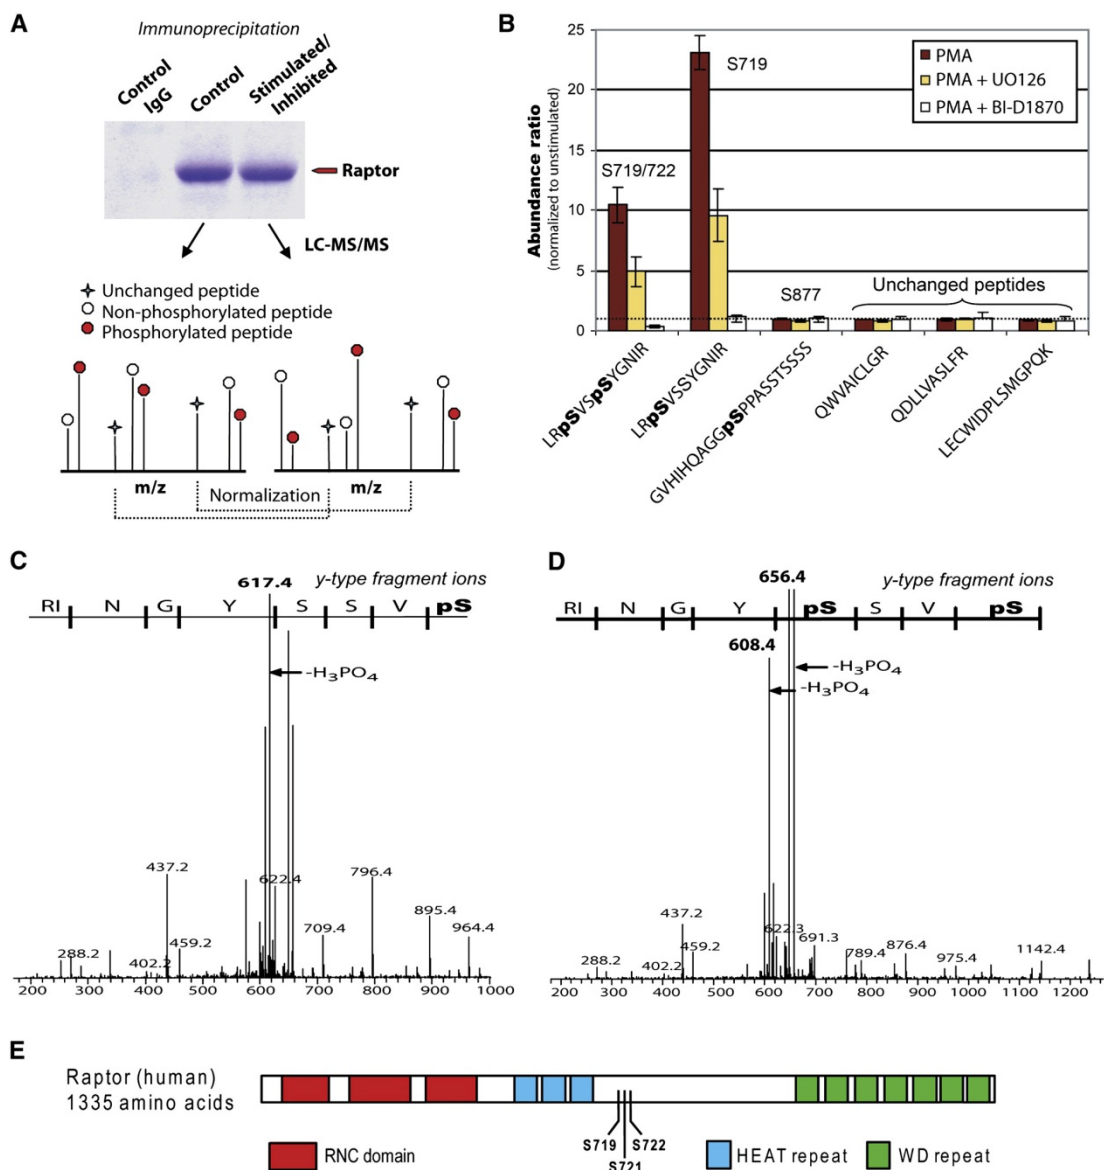 A
Immunoprecipitation
Control IgG
Control
Stimulated/
Inhibited
Raptor
LC-MS/MS
Unchanged peptide
Non-phosphorylated peptide
Phosphorylated peptide
m/z
Normalization
m/z
B
Abundance ratio
(normalized to unstimulated)
25
20
15
10
5
0
PMA
PMA + UO126
PMA + BI-D1870
S719/722
S719
S877
Unchanged peptides
LRpSVSpSYGNIR
LRpSVSSYGNIR
GVHIHQAGGpSPPASSTSSSS
QWVAICLGR
QDLLVASLFR
LECWIDPLSMGPQK
C
617.4
y-type fragment ions
RI N G Y S S V pS
-H₃PO₄
437.2
622.4
796.4
895.4
964.4
709.4
288.2
402.2
459.2
200 300 400 500 600 700 800 900 1000
D
656.4
y-type fragment ions
RI N G Y pS S V pS
608.4
-H₃PO₄
-H₃PO₄
437.2
622.3
691.3
459.2
288.2
402.2
789.4
876.4
975.4
1142.4
200 300 400 500 600 700 800 900 1000 1100 1200
E
Raptor (human)
1335 amino acids
S719
S721
S722
RNC domain
HEAT repeat
WD repeat